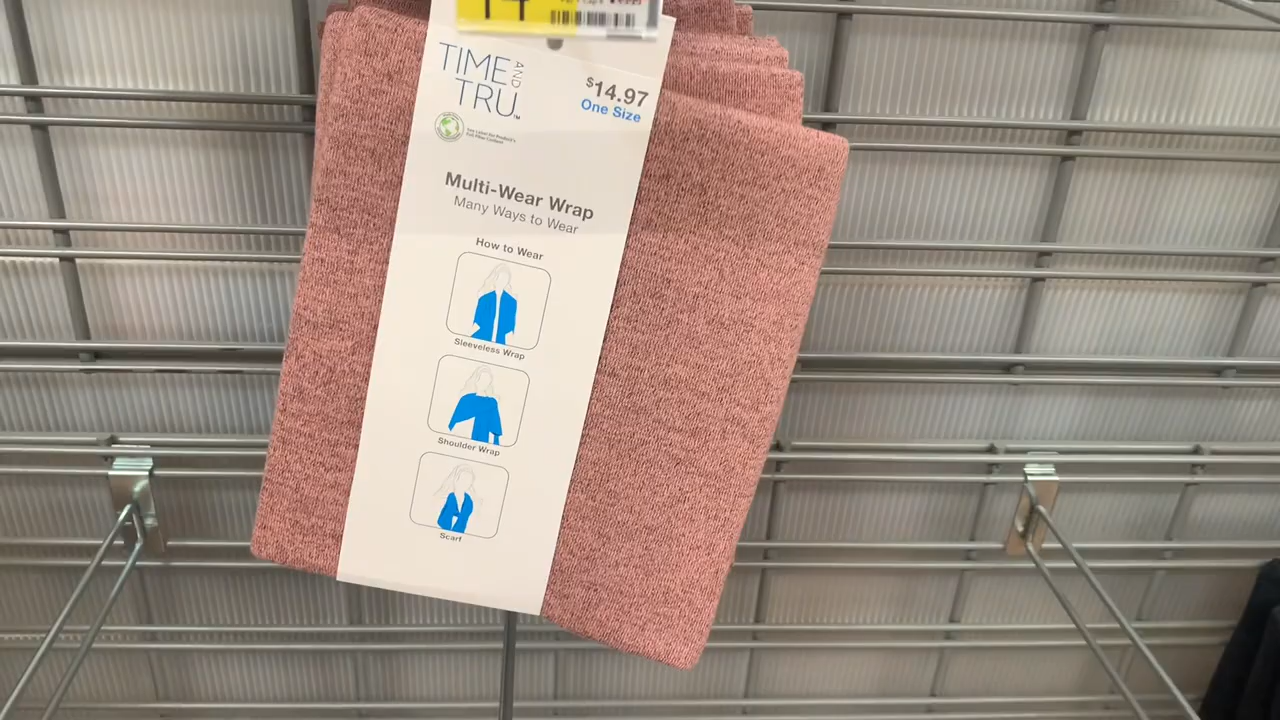 TIME AND TRU™
$14.97
One Size
Multi-Wear Wrap
Many Ways to Wear
How to Wear
Sleeveless Wrap
Shoulder Wrap
Scarf